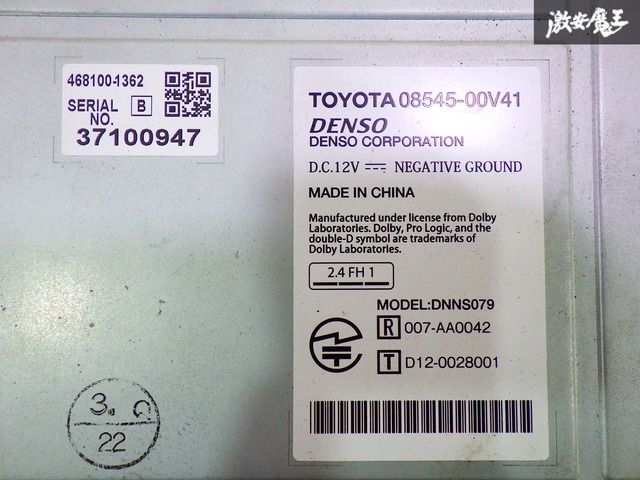 激安魔王
468100-1362
SERIAL NO. B
37100947
TOYOTA 08545-00V41
DENSO
DENSO CORPORATION
D.C.12V NEGATIVE GROUND
MADE IN CHINA
Manufactured under license from Dolby
Laboratories. Dolby, Pro Logic, and the
double-D symbol are trademarks of
Dolby Laboratories.
2.4 FH 1
MODEL:DNNS079
R 007-AA0042
T D12-0028001
3.
22